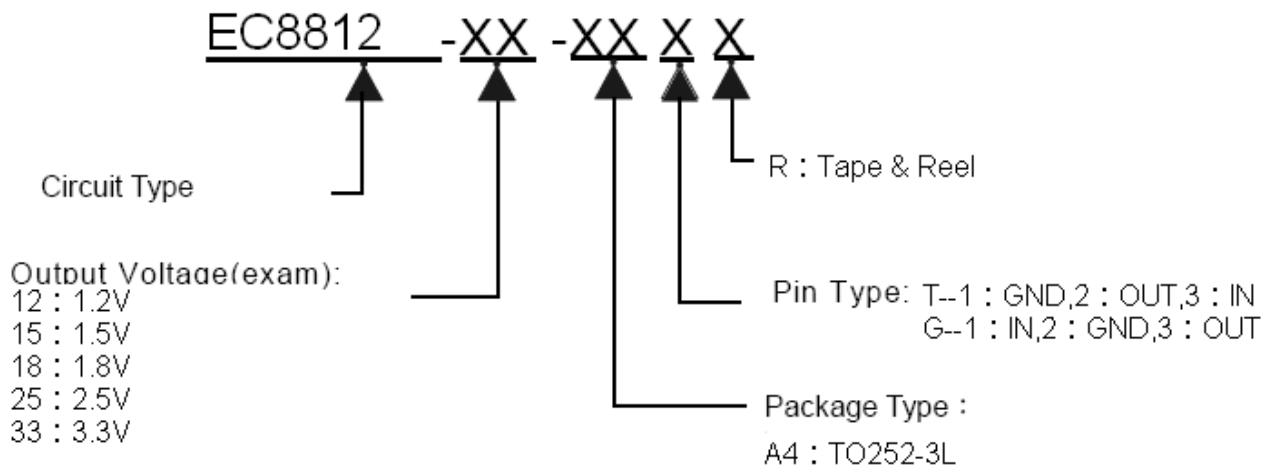 EC8812 -XX -XX X X
R : Tape & Reel
Circuit Type
Output Voltage(exam):
12 : 1.2V
15 : 1.5V
18 : 1.8V
25 : 2.5V
33 : 3.3V
Pin Type: T--1 : GND,2 : OUT,3 : IN
G--1 : IN,2 : GND,3 : OUT
Package Type :
A4 : TO252-3L